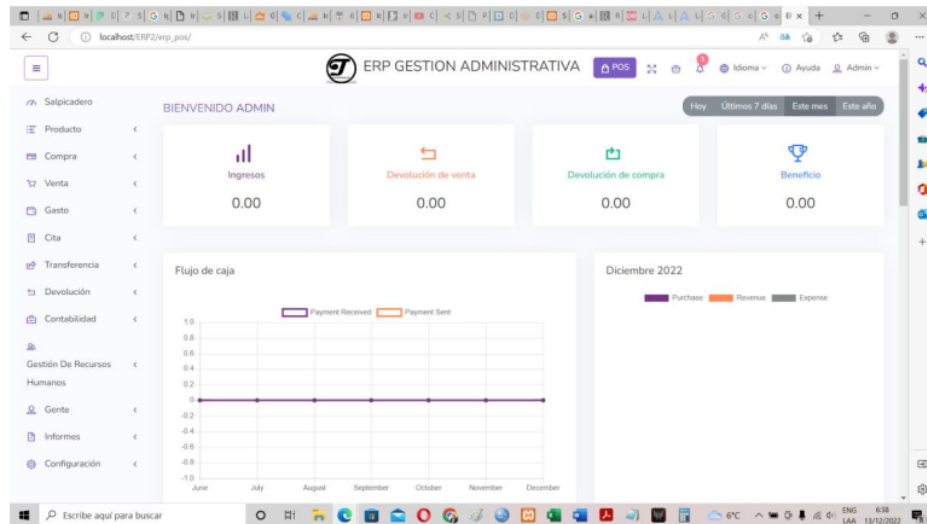 localhost/ERP2/erp_pos/
ERP GESTION ADMINISTRATIVA
POS
1
Idioma
Ayuda
Admin
Salpicadero
Producto
Compra
Venta
Gasto
Cita
Transferencia
Devolución
Contabilidad
Gestión De Recursos
Humanos
Gente
Informes
Configuración
BIENVENIDO ADMIN
Hoy
Últimos 7 días
Este mes
Este año
Ingresos
0.00
Devolución de venta
0.00
Devolución de compra
0.00
Beneficio
0.00
Flujo de caja
Payment Received
Payment Sent
1.0
0.8
0.6
0.4
0.2
0
-0.2
-0.4
-0.6
-0.8
-1.0
June
July
August
September
October
November
December
Diciembre 2022
Purchase
Revenue
Expense
Escribe aquí para buscar
6°C
ENG
LAA
6:38
13/12/2022